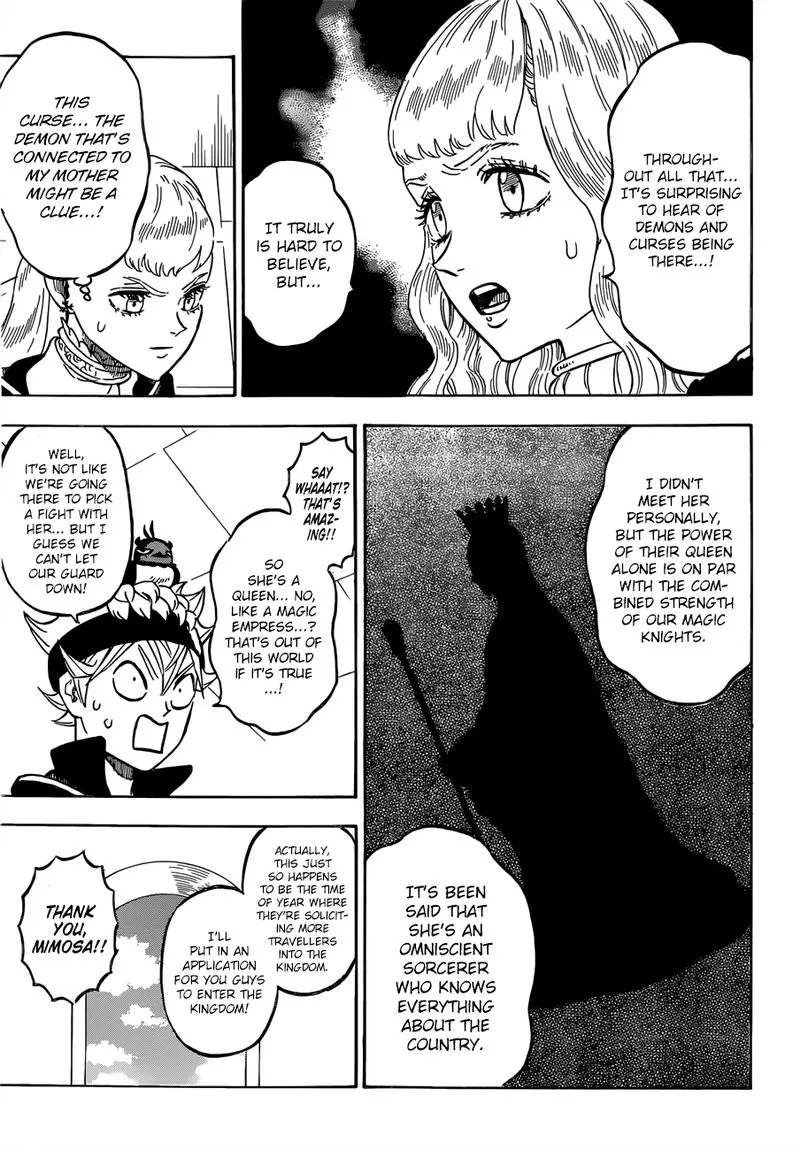 THROUGH-
OUT ALL THAT...
IT'S SURPRISING
TO HEAR OF
DEMONS AND
CURSES BEING
THERE...!
IT TRULY
IS HARD TO
BELIEVE,
BUT...
THIS
CURSE... THE
DEMON THAT'S
CONNECTED TO
MY MOTHER
MIGHT BE A
CLUE...!
I DIDN'T
MEET HER
PERSONALLY,
BUT THE POWER
OF THEIR QUEEN
ALONE IS ON PAR
WITH THE COM-
BINED STRENGTH
OF OUR MAGIC
KNIGHTS.
IT'S BEEN
SAID THAT
SHE'S AN
OMNISCIENT
SORCERER
WHO KNOWS
EVERYTHING
ABOUT THE
COUNTRY.
SAY
WHAAAT!?
THAT'S
AMAZ-
ING!!
SO
SHE'S A
QUEEN... NO,
LIKE A MAGIC
EMPRESS...?
THAT'S OUT OF
THIS WORLD
IF IT'S TRUE
...!
WELL,
IT'S NOT LIKE
WE'RE GOING
THERE TO PICK
A FIGHT WITH
HER... BUT I
GUESS WE
CAN'T LET
OUR GUARD
DOWN!
ACTUALLY,
THIS JUST
SO HAPPENS
TO BE THE TIME
OF YEAR WHERE
THEY'RE SOLICIT-
ING MORE
TRAVELLERS
INTO THE
KINGDOM.
I'LL
PUT IN AN
APPLICATION
FOR YOU GUYS
TO ENTER THE
KINGDOM!
THANK
YOU,
MIMOSA!!